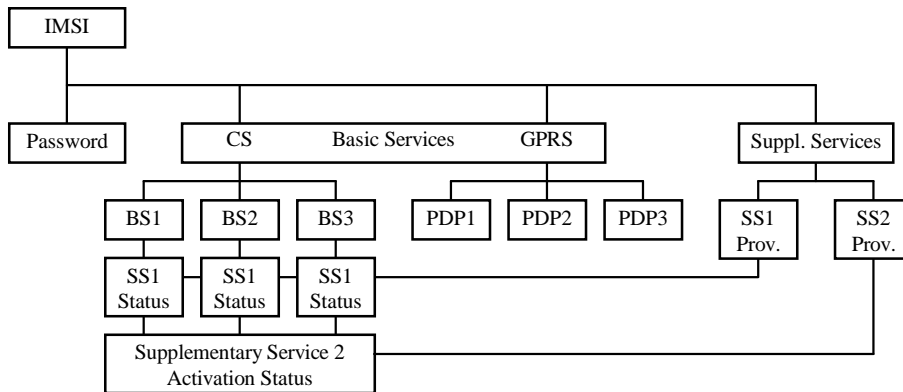 IMSI
Password
CS Basic Services GPRS
Suppl. Services
BS1
BS2
BS3
PDP1
PDP2
PDP3
SS1
Prov.
SS2
Prov.
SS1
Status
SS1
Status
SS1
Status
Supplementary Service 2
Activation Status